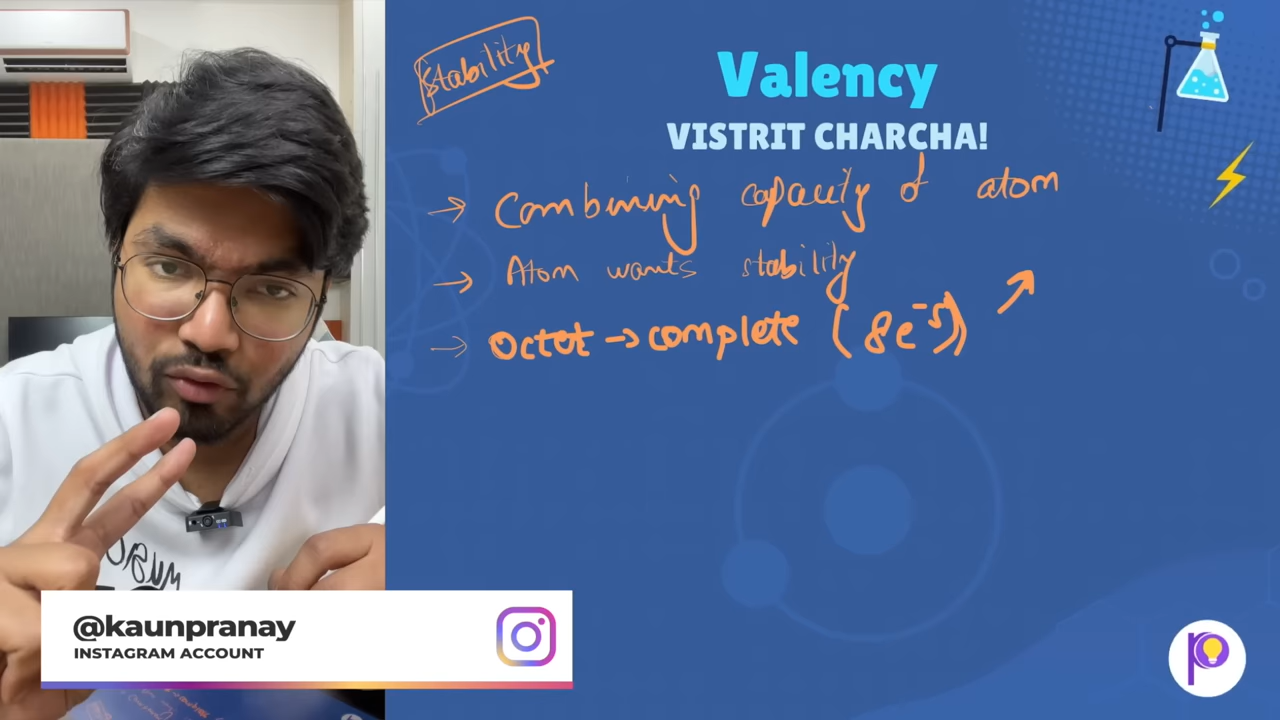 stability
Valency
VISTRIT CHARCHA!
→ Combining capacity of atom
→ Atom wants stability
→ Octet → complete (8e⁻s)
@kaunpranay
INSTAGRAM ACCOUNT